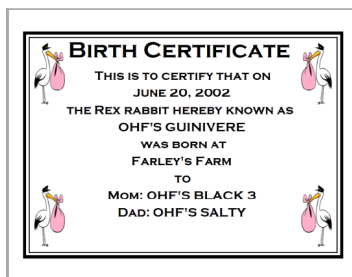 BIRTH CERTIFICATE
THIS IS TO CERTIFY THAT ON
JUNE 20, 2002
THE REX RABBIT HEREBY KNOWN AS
OHF'S GUINIVERE
WAS BORN AT
FARLEY'S FARM
TO
MOM: OHF'S BLACK 3
DAD: OHF'S SALTY